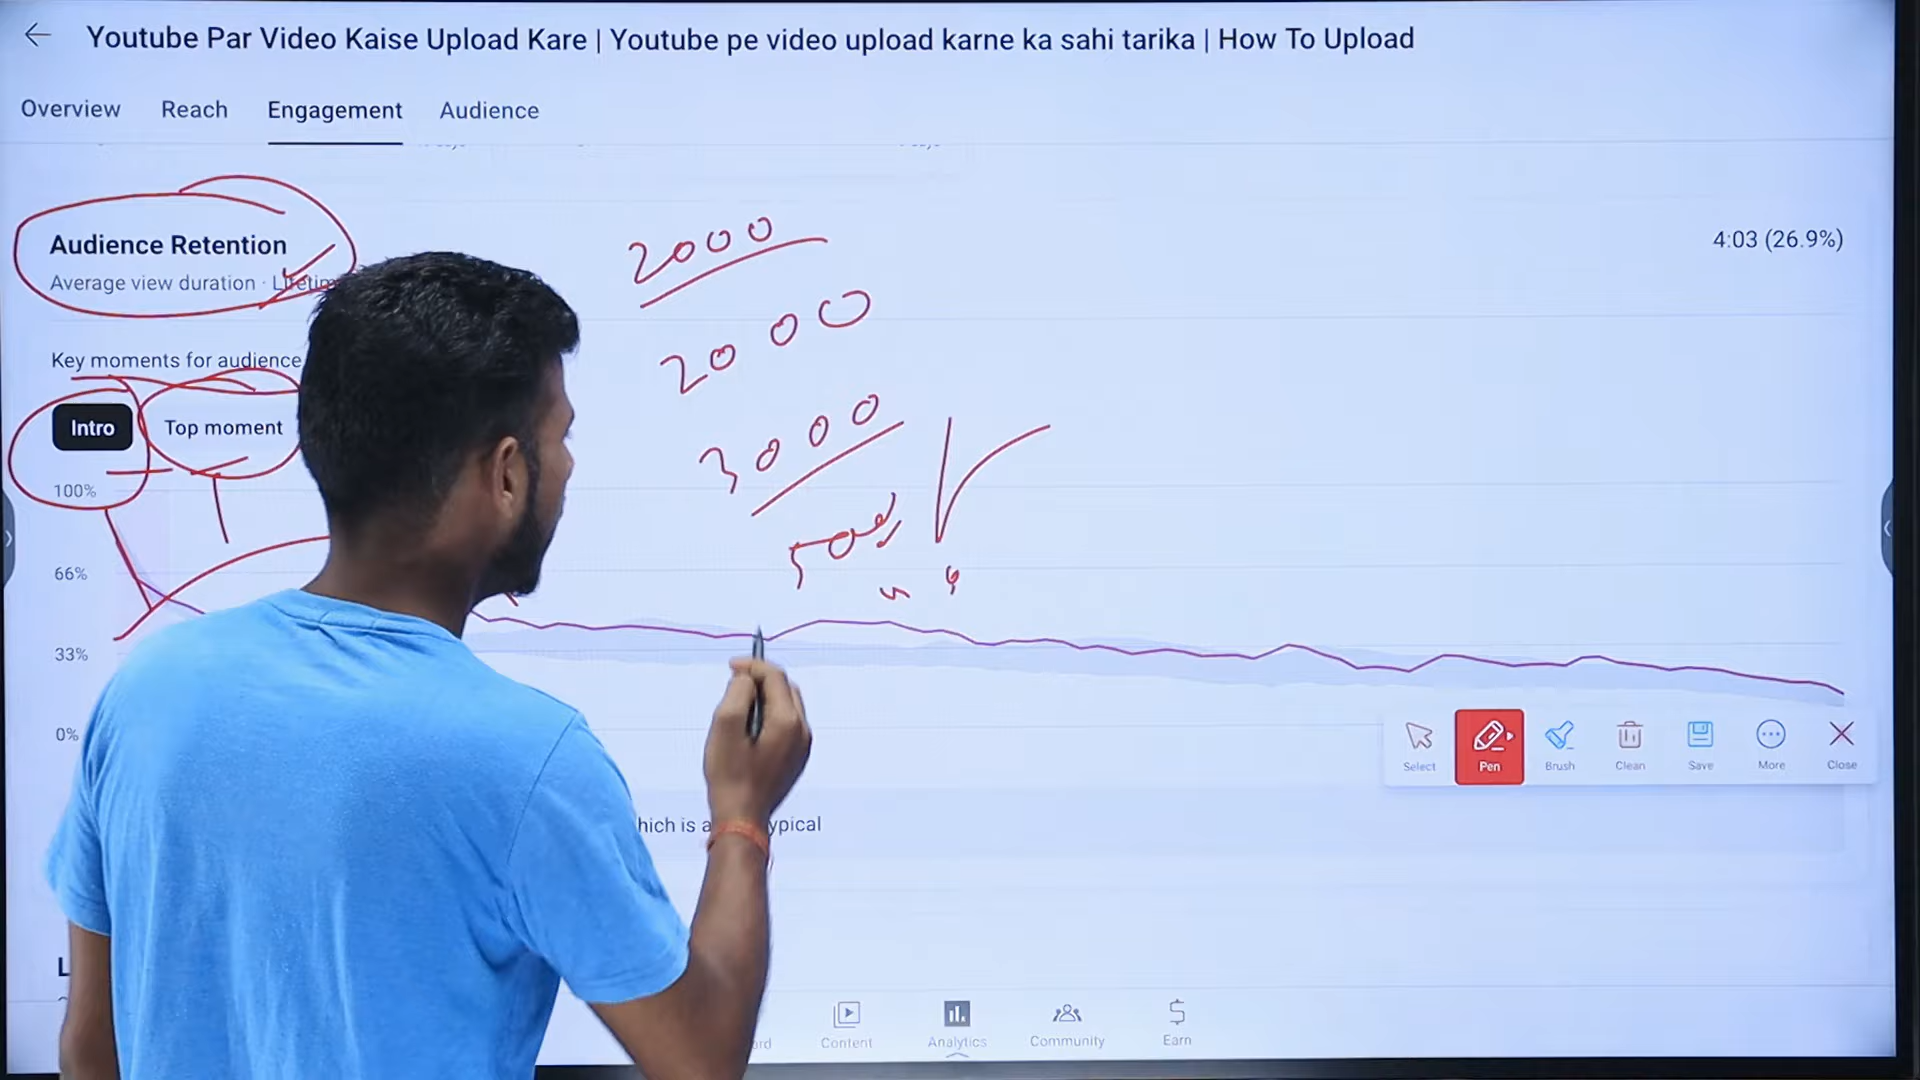 Youtube Par Video Kaise Upload Kare | Youtube pe video upload karne ka sahi tarika | How To Upload
Overview Reach Engagement Audience
Audience Retention
4:03 (26.9%)
Average view duration · Lifetim
Key moments for audience
Intro Top moment
100%
66%
33%
0%
2000
2000
3000
Select Pen Brush Clean Save More Close
hich is a ypical
L
rd Content Analytics Community Earn